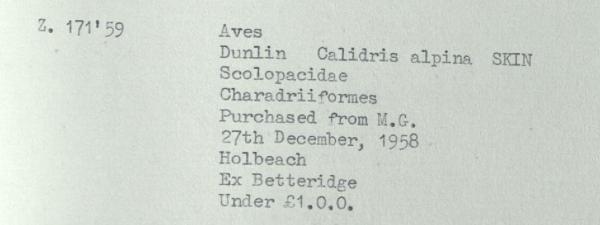 Z. 171'59 Aves
Dunlin Calidris alpina SKIN
Scolopacidae
Charadriiformes
Purchased from M.G.
27th December, 1958
Holbeach
Ex Betteridge
Under £1.0.0.